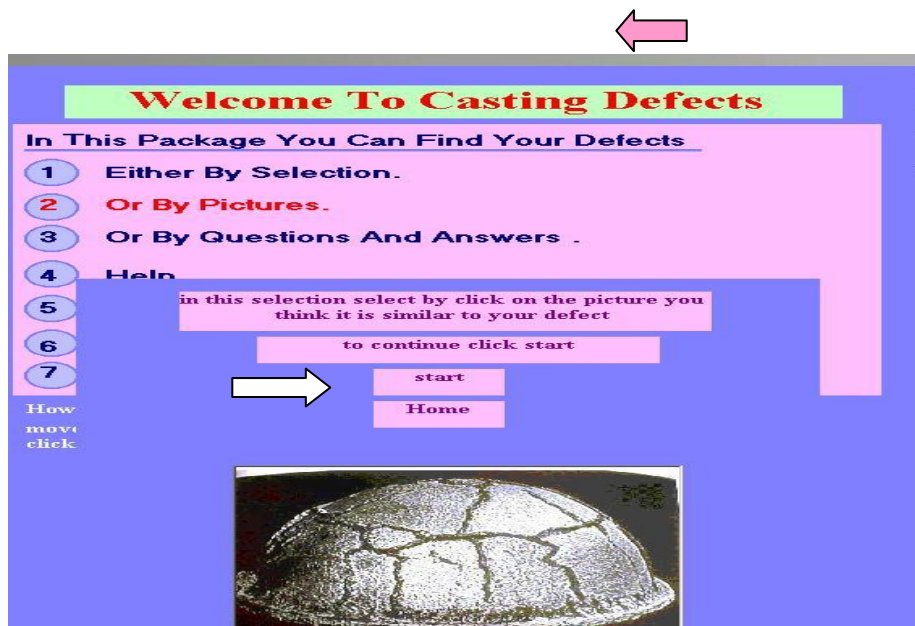 Welcome To Casting Defects
In This Package You Can Find Your Defects
1 Either By Selection.
2 Or By Pictures.
3 Or By Questions And Answers .
4 Help
5
6
7
in this selection select by click on the picture you
think it is similar to your defect
to continue click start
start
Home
How
click